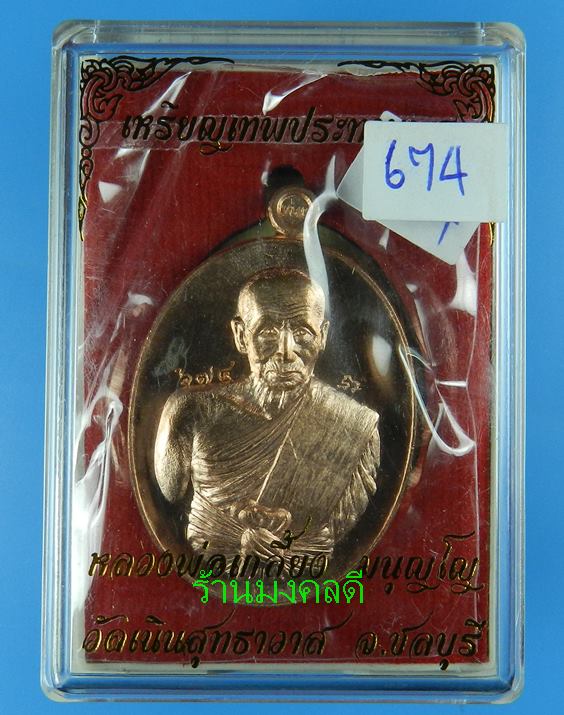 เหรียญเทพประท
674
๖๗๔
หลวงพ่อเกลี้ยง มนุญโญ
ร้านมงคลดี
วัดเนินสุทธาวาส จ.ชลบุรี